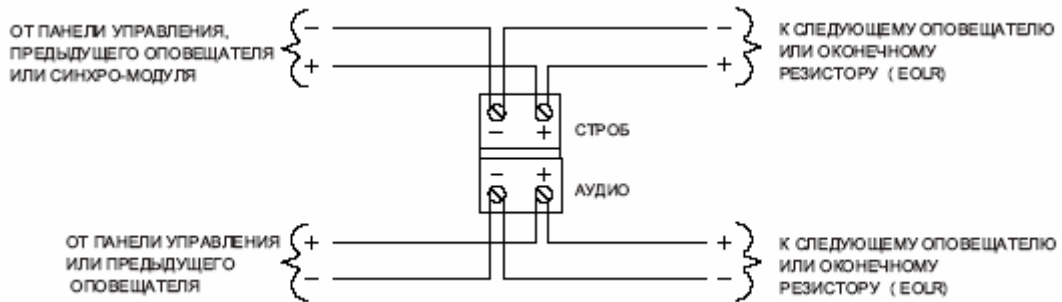 ОТ ПАНЕЛИ УПРАВЛЕНИЯ,
ПРЕДЫДУЩЕГО ОПОВЕЩАТЕЛЯ
ИЛИ СИНХРО-МОДУЛЯ
−
+
−
+
К СЛЕДУЮЩЕМУ ОПОВЕЩАТЕЛЮ
ИЛИ ОКОНЕЧНОМУ
РЕЗИСТОРУ ( EOLR)
− +
СТРОБ
− +
АУДИО
ОТ ПАНЕЛИ УПРАВЛЕНИЯ
ИЛИ ПРЕДЫДУЩЕГО
ОПОВЕЩАТЕЛЯ
+
−
+
−
К СЛЕДУЮЩЕМУ ОПОВЕЩАТЕЛЮ
ИЛИ ОКОНЕЧНОМУ
РЕЗИСТОРУ ( EOLR)